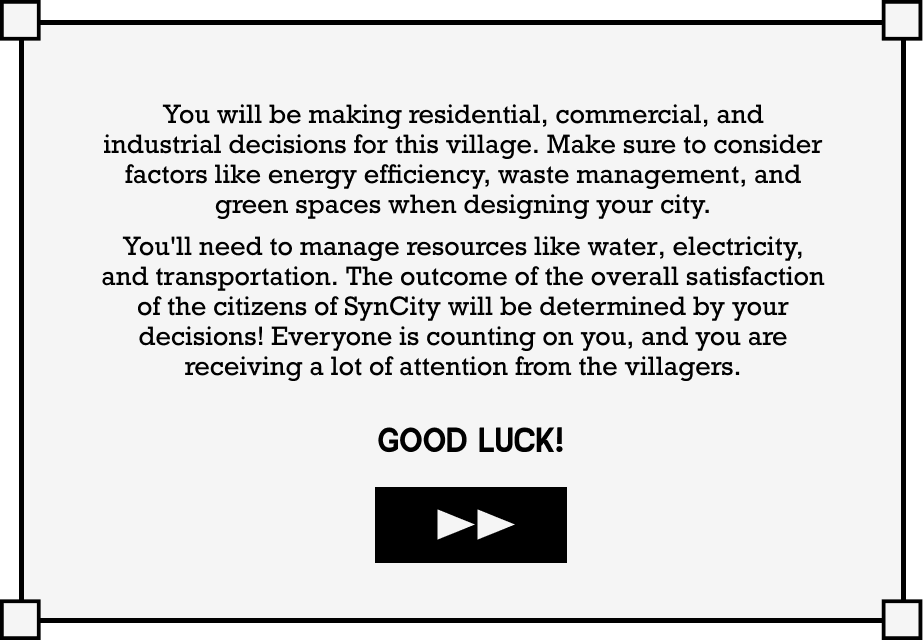 You will be making residential, commercial, and
industrial decisions for this village. Make sure to consider
factors like energy efficiency, waste management, and
green spaces when designing your city.
You'll need to manage resources like water, electricity,
and transportation. The outcome of the overall satisfaction
of the citizens of SynCity will be determined by your
decisions! Everyone is counting on you, and you are
receiving a lot of attention from the villagers.
GOOD LUCK!